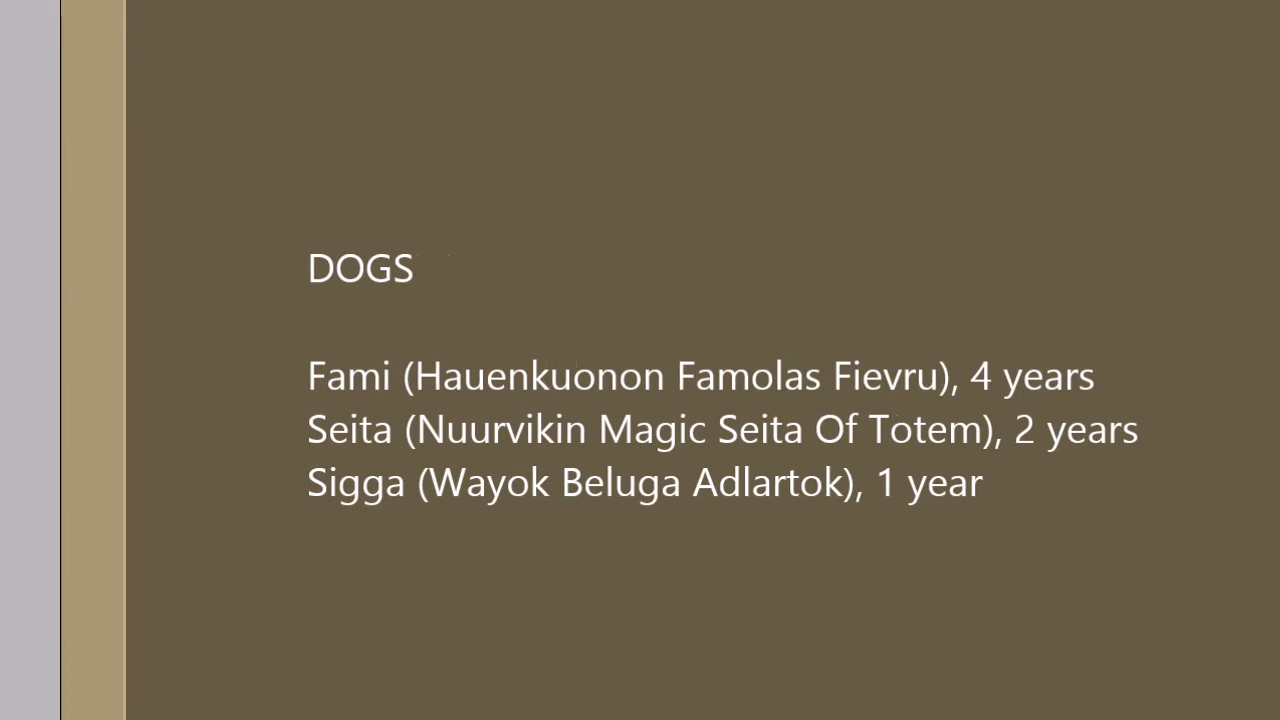 DOGS
Fami (Hauenkuonon Famolas Fievru), 4 years
Seita (Nuurvikin Magic Seita Of Totem), 2 years
Sigga (Wayok Beluga Adlartok), 1 year